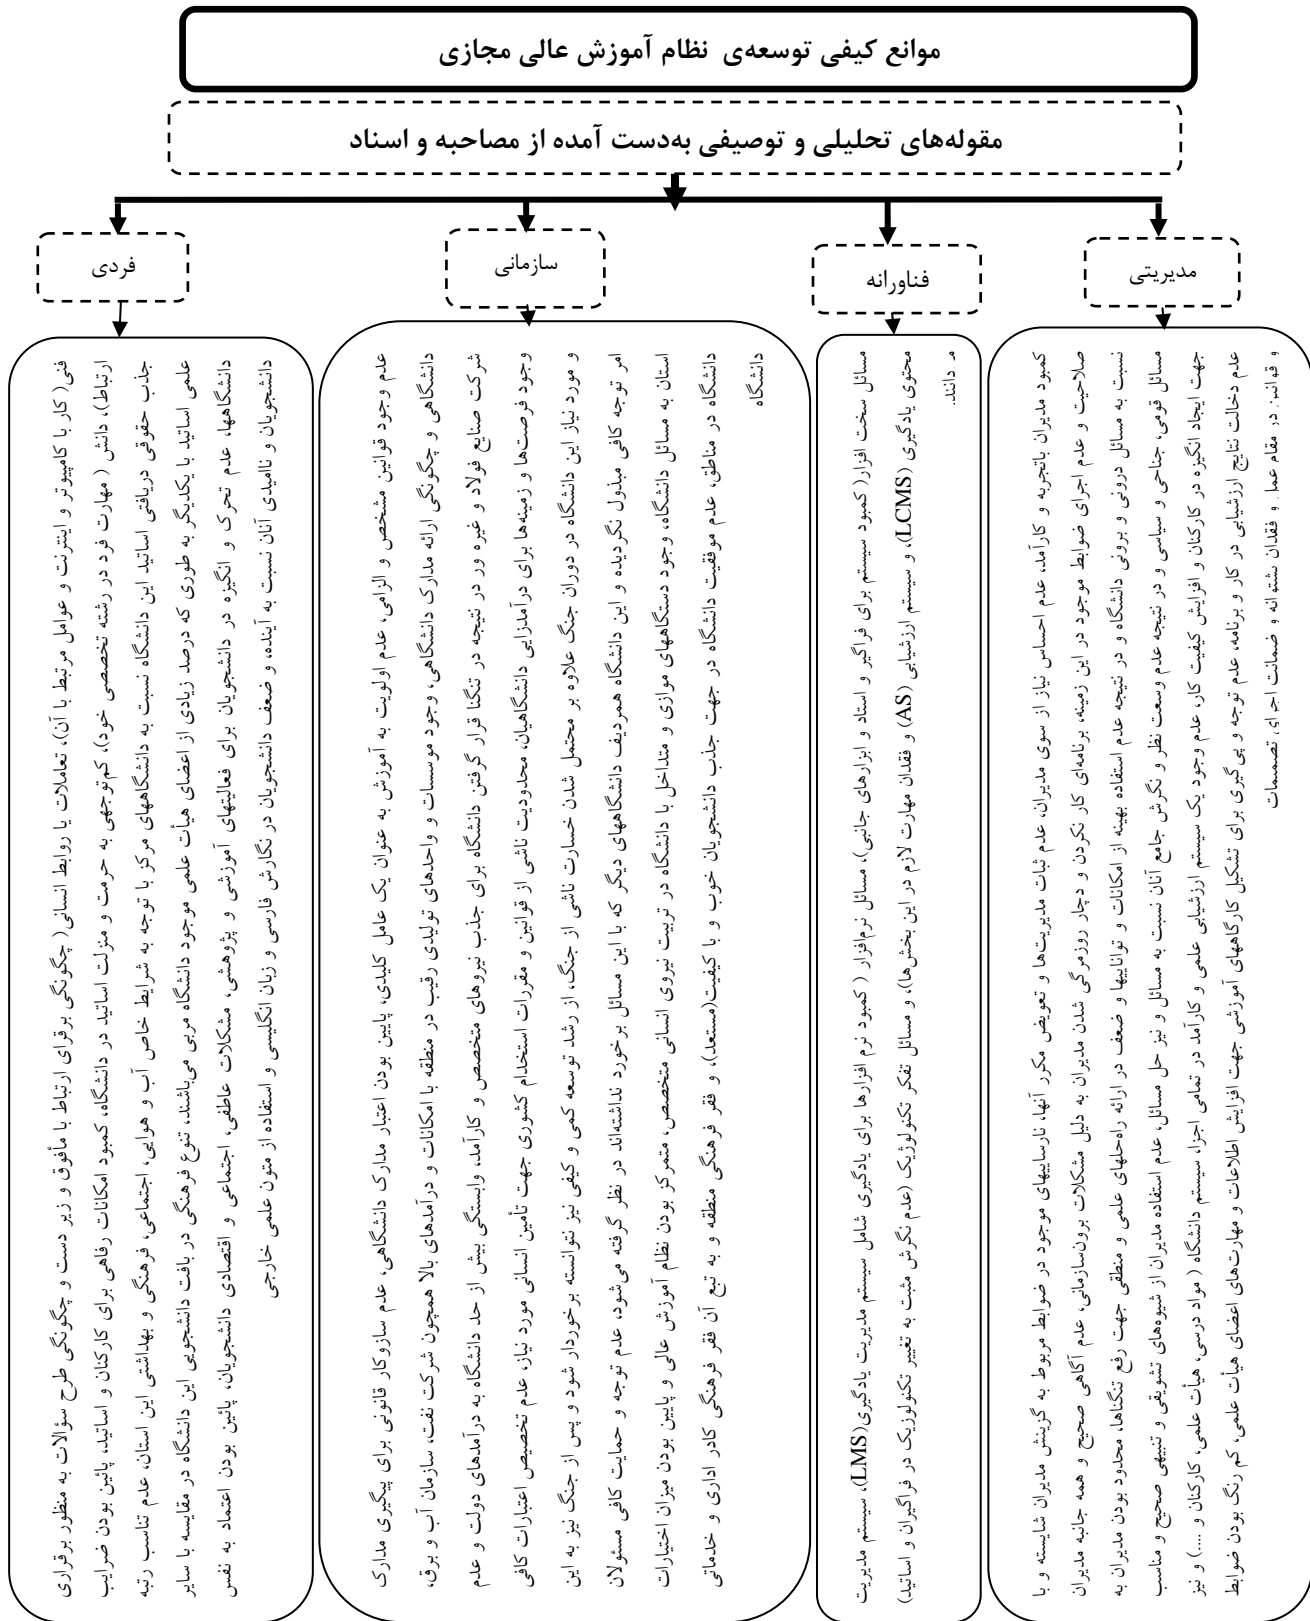 موانع کیفی توسعه‌ی نظام آموزش عالی مجازی
مقوله‌های تحلیلی و توصیفی به‌دست آمده از مصاحبه و اسناد
مدیریتی
فناورانه
سازمانی
فردی
کمبود مدیران باتجربه و کارآمد، عدم احساس نیاز از سوی مدیران، عدم ثبات مدیریت‌ها و تعویض مکرر آنها، نارساییهای موجود در ضوابط مربوط به گزینش مدیران شایسته و با
صلاحیت و عدم اجرای ضوابط موجود در این زمینه، برنامه‌ای کار نکردن و دچار روزمرگی شدن مدیران به دلیل مشکلات برون‌سازمانی، عدم آگاهی صحیح و همه جانبه مدیران
نسبت به مسائل درونی و برونی دانشگاه و در نتیجه عدم استفاده بهینه از امکانات و تواناییها و ضعف در ارائه راه‌حلهای علمی و منطقی جهت رفع تنگناها، محدود بودن مدیران به
مسائل قومی، جناحی و سیاسی و در نتیجه عدم وسعت نظر و نگرش جامع آنان نسبت به مسائل و نیز حل مسائل، عدم استفاده مدیران از شیوه‌های تشویقی و تنبیهی صحیح و مناسب
جهت ایجاد انگیزه در کارکنان و افزایش کیفیت کار، عدم وجود یک سیستم ارزشیابی علمی و کارآمد در تمامی اجزاء سیستم دانشگاه ( مواد درسی، هیأت علمی، کارکنان و ....) و نیز
عدم دخالت نتایج ارزشیابی در کار و برنامه، عدم توجه و پی‌گیری برای تشکیل کارگاههای آموزشی جهت افزایش اطلاعات و مهارت‌های اعضای هیأت علمی، کم رنگ بودن ضوابط
و قوانین در مقام عمل و فقدان پشتوانه و ضمانت اجرای تصمیمات
مسائل سخت افزار( کمبود سیستم برای فراگیر و استاد و ابزارهای جانبی)، مسائل نرم‌افزار ( کمبود نرم افزارها برای یادگیری شامل سیستم مدیریت یادگیری(LMS)، سیستم مدیریت
محتوی یادگیری (LCMS)، و سیستم ارزشیابی (AS) و فقدان مهارت لازم در این بخش‌ها)، و مسائل تفکر تکنولوژیک (عدم نگرش مثبت به تغییر تکنولوژیک در فراگیران و اساتید)
می دانند.
عدم وجود قوانین مشخص و الزامی، عدم اولویت به آموزش به عنوان یک عامل کلیدی، پایین بودن اعتبار مدارک دانشگاهی، عدم سازوکار قانونی برای پیگیری مدارک
دانشگاهی و چگونگی ارائه مدارک دانشگاهی، وجود موسسات و واحدهای تولیدی رقیب در منطقه با امکانات و درآمدهای بالا همچون شرکت نفت، سازمان آب و برق،
شرکت صنایع فولاد و غیره ور در نتیجه در تنگنا قرار گرفتن دانشگاه برای جذب نیروهای متخصص و کارآمد، وابستگی بیش از حد دانشگاه به درآمدهای دولت و عدم
وجود فرصت‌ها و زمینه‌ها برای درآمدزایی دانشگاهیان، محدودیت ناشی از قوانین و مقررات استخدام کشوری جهت تأمین انسانی مورد نیاز، عدم تخصیص اعتبارات کافی
و مورد نیاز این دانشگاه در دوران جنگ علاوه بر محتمل شدن خسارت ناشی از جنگ، از رشد توسعه کمی و کیفی نیز نتوانسته برخوردار شود و پس از جنگ نیز به این
امر توجه کافی مبذول نگردیده و این دانشگاه همردیف دانشگاههای دیگر که با این مسائل برخورد نداشته‌اند در نظر گرفته می‌شود، عدم توجه و حمایت کافی مسئولان
استان به مسائل دانشگاه، وجود دستگاههای موازی و متداخل با دانشگاه در تربیت نیروی انسانی متخصص، متمرکز بودن نظام آموزش عالی و پایین بودن میزان اختیارات
دانشگاه در مناطق، عدم موفقیت دانشگاه در جهت جذب دانشجویان خوب و با کیفیت(مستعد)، و فقر فرهنگی منطقه و به تبع آن فقر فرهنگی کادر اداری و خدماتی
دانشگاه
فنی( کار با کامپیوتر و اینترنت و عوامل مرتبط با آن)، تعاملات یا روابط انسانی( چگونگی برقرای ارتباط با مأفوق و زیر دست و چگونگی طرح سؤالات به منظور برقراری
ارتباط)، دانش ( مهارت فرد در رشته تخصصی خود)، کم‌توجهی به حرمت و منزلت اساتید در دانشگاه، کمبود امکانات رفاهی برای کارکنان و اساتید، پائین بودن ضرایب
جذب حقوقی دریافتی اساتید این دانشگاه نسبت به دانشگاههای مرکز با توجه به شرایط خاص آب و هوایی، اجتماعی، فرهنگی و بهداشتی این استان، عدم تناسب رتبه
علمی اساتید با یکدیگر به طوری که درصد زیادی از اعضای هیأت علمی موجود دانشگاه مربی می‌باشند، تنوع فرهنگی در بافت دانشجویی این دانشگاه در مقایسه با سایر
دانشگاهها، عدم تحرک و انگیزه در دانشجویان برای فعالیتهای آموزشی و پژوهشی، مشکلات عاطفی، اجتماعی و اقتصادی دانشجویان، پائین بودن اعتماد به نفس
دانشجویان و ناامیدی آنان نسبت به آینده، و ضعف دانشجویان در نگارش فارسی و زبان انگلیسی و استفاده از متون علمی خارجی